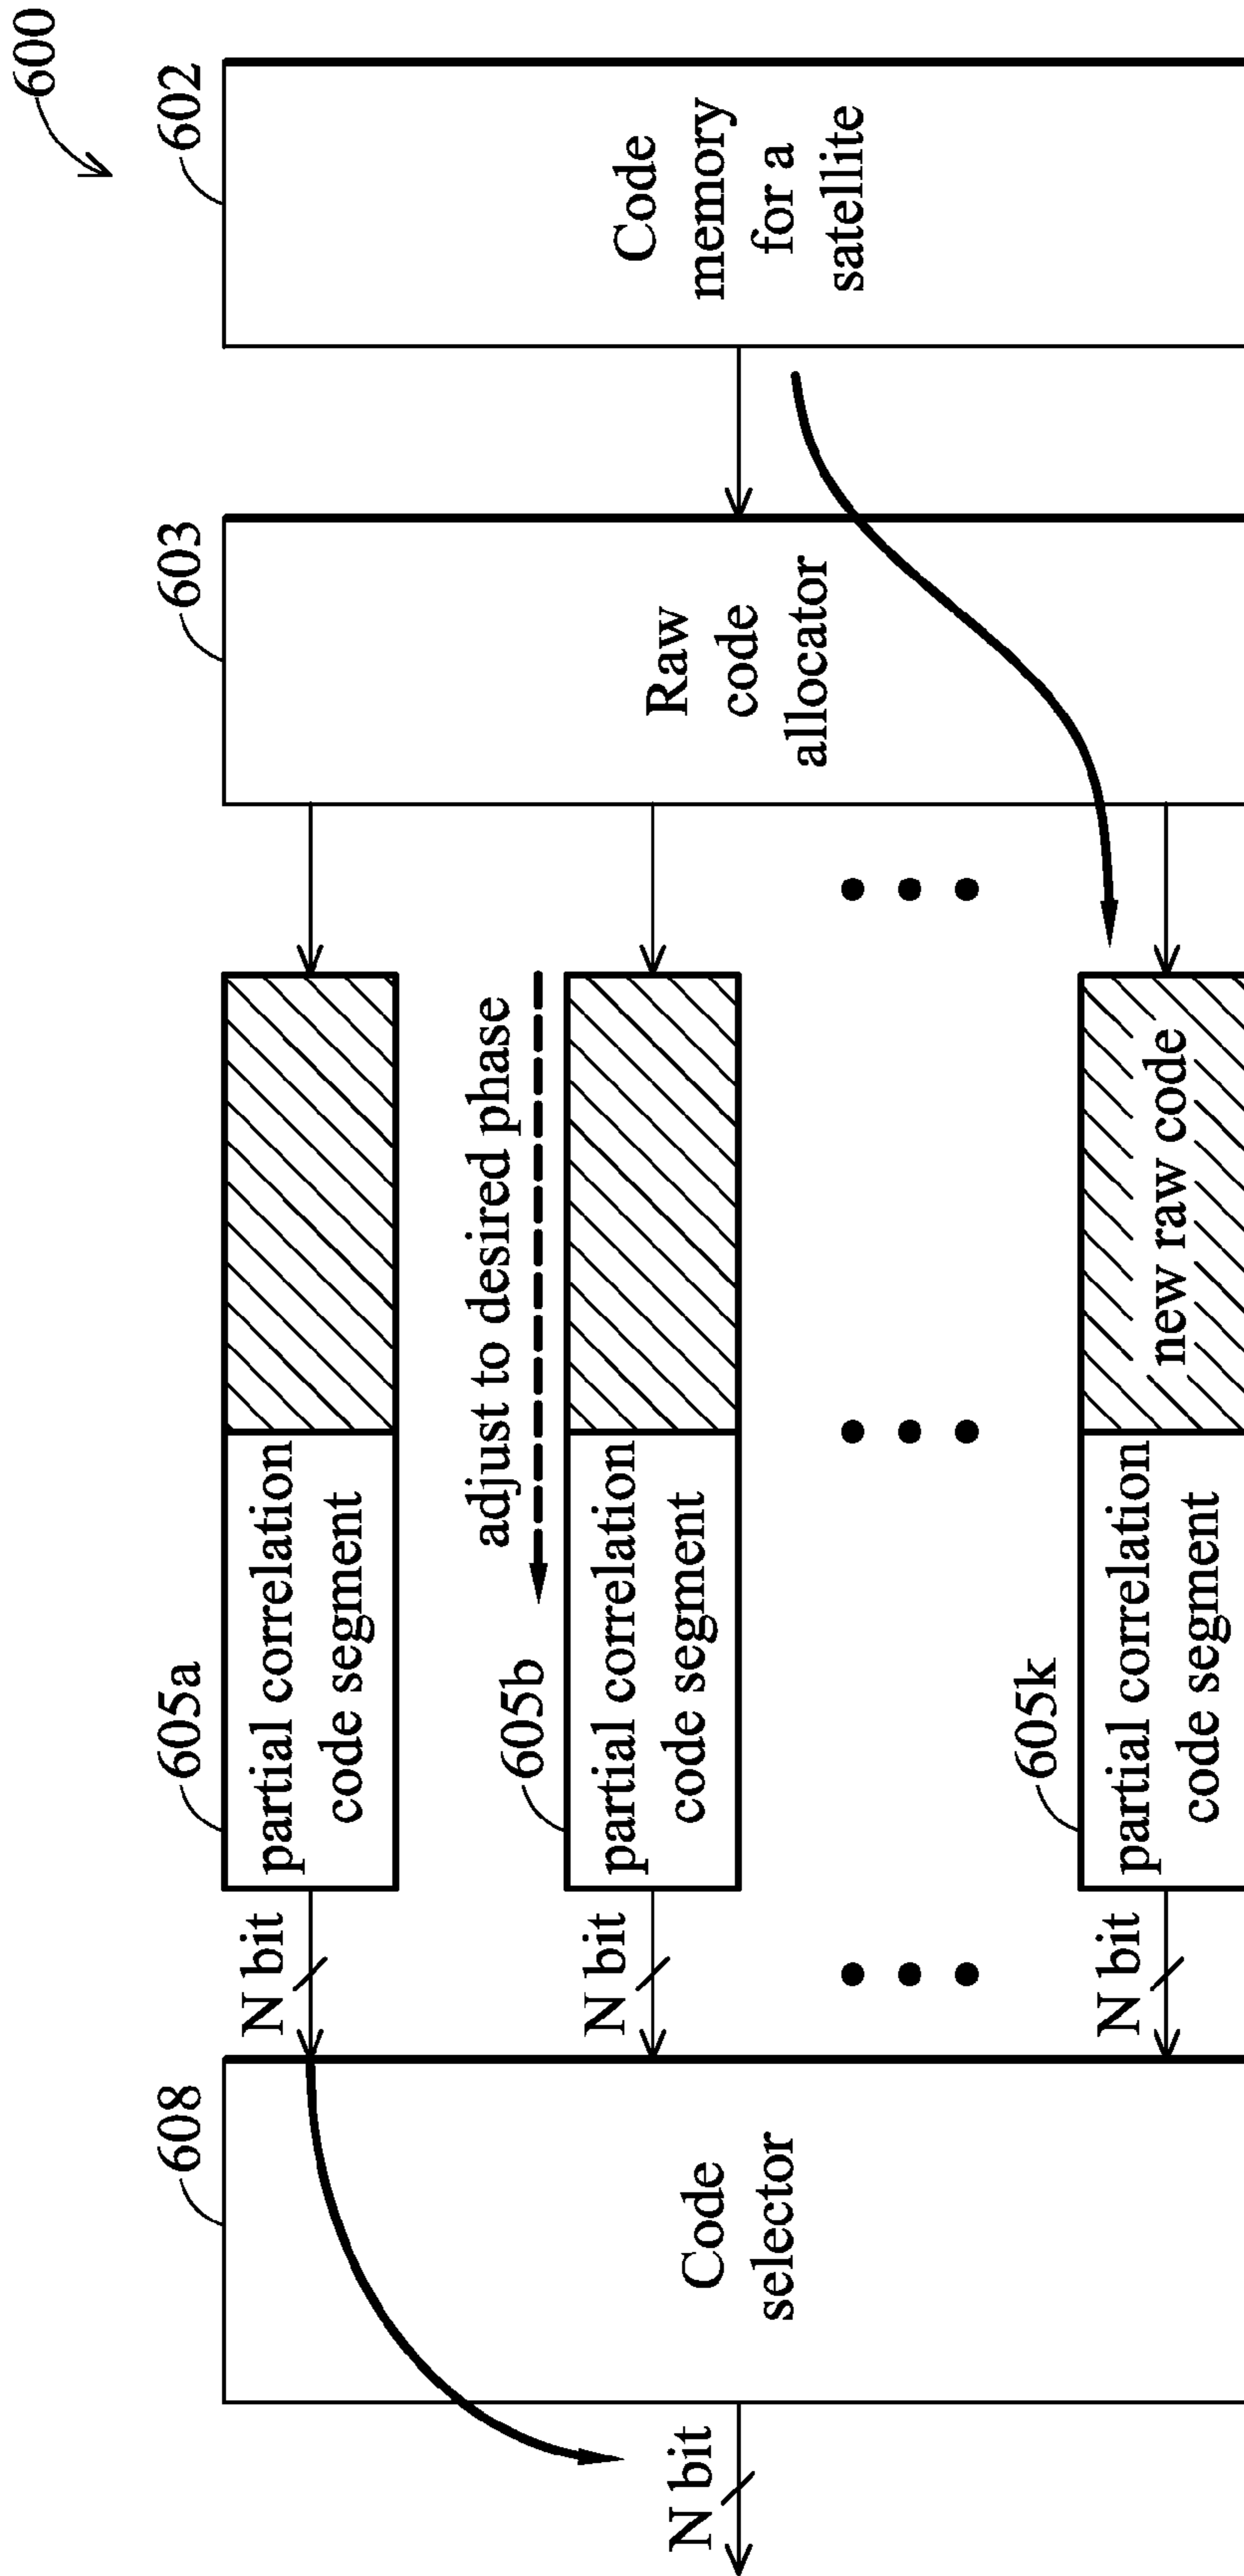 600
602
Code
memory
for a
satellite
603
Raw
code
allocator
605a
partial correlation
code segment
adjust to desired phase
605b
partial correlation
code segment
605k
partial correlation
code segment
new raw code
N bit
N bit
N bit
608
Code
selector
N bit